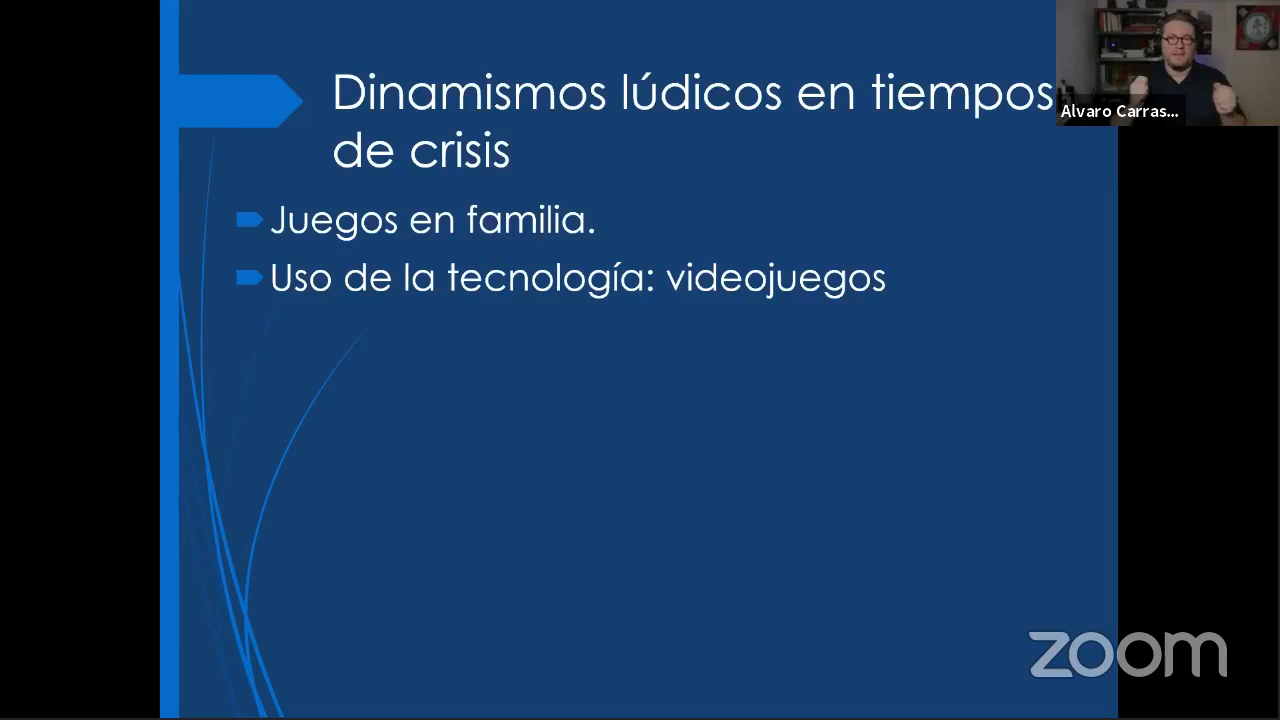 Dinamismos lúdicos en tiempos
de crisis
Juegos en familia.
Uso de la tecnología: videojuegos
Alvaro Carras...
zoom